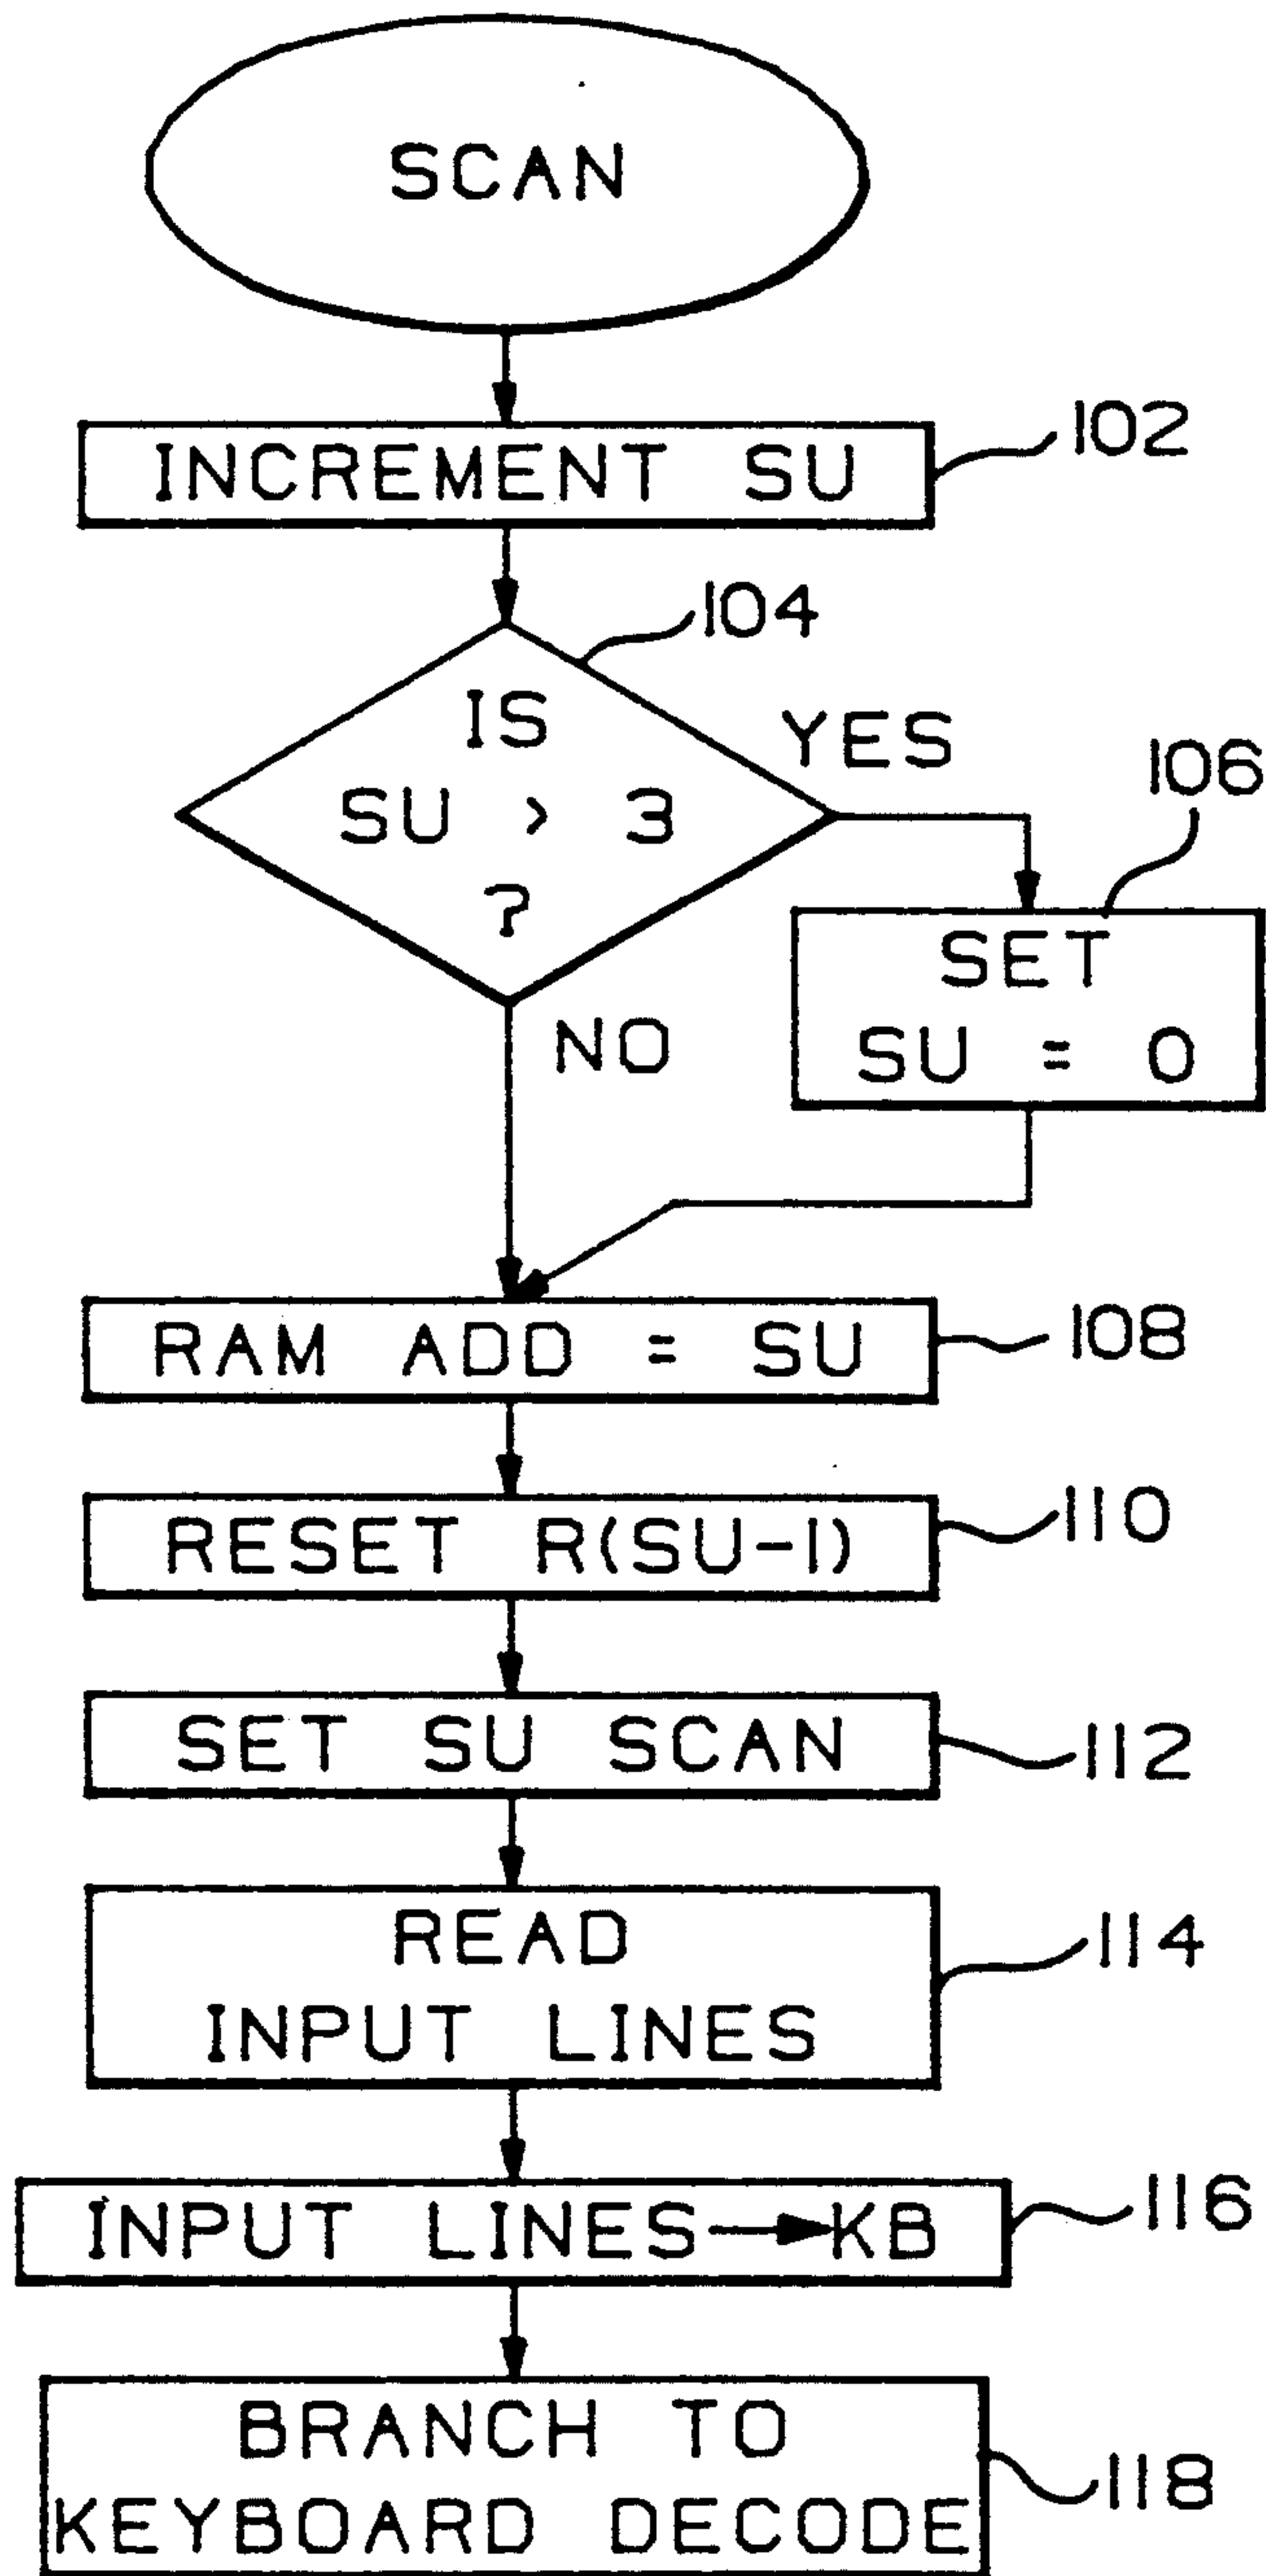 SCAN
INCREMENT SU
102
104
IS
SU > 3
?
YES
106
SET
SU = 0
NO
RAM ADD = SU
108
RESET R(SU-1)
110
SET SU SCAN
112
READ
INPUT LINES
114
INPUT LINES→KB
116
BRANCH TO
KEYBOARD DECODE
118